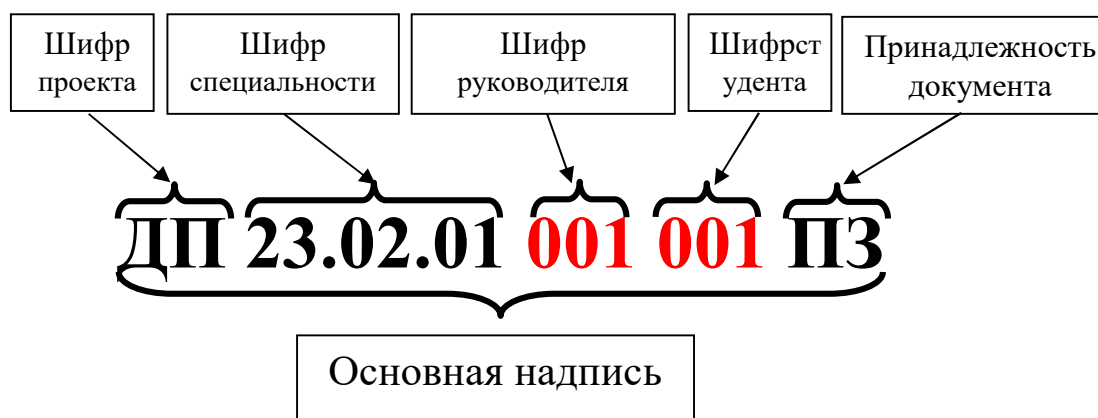 Шифр
проекта
Шифр
специальности
Шифр
руководителя
Шифрст
удента
Принадлежность
документа
ДП 23.02.01 001 001 ПЗ
Основная надпись